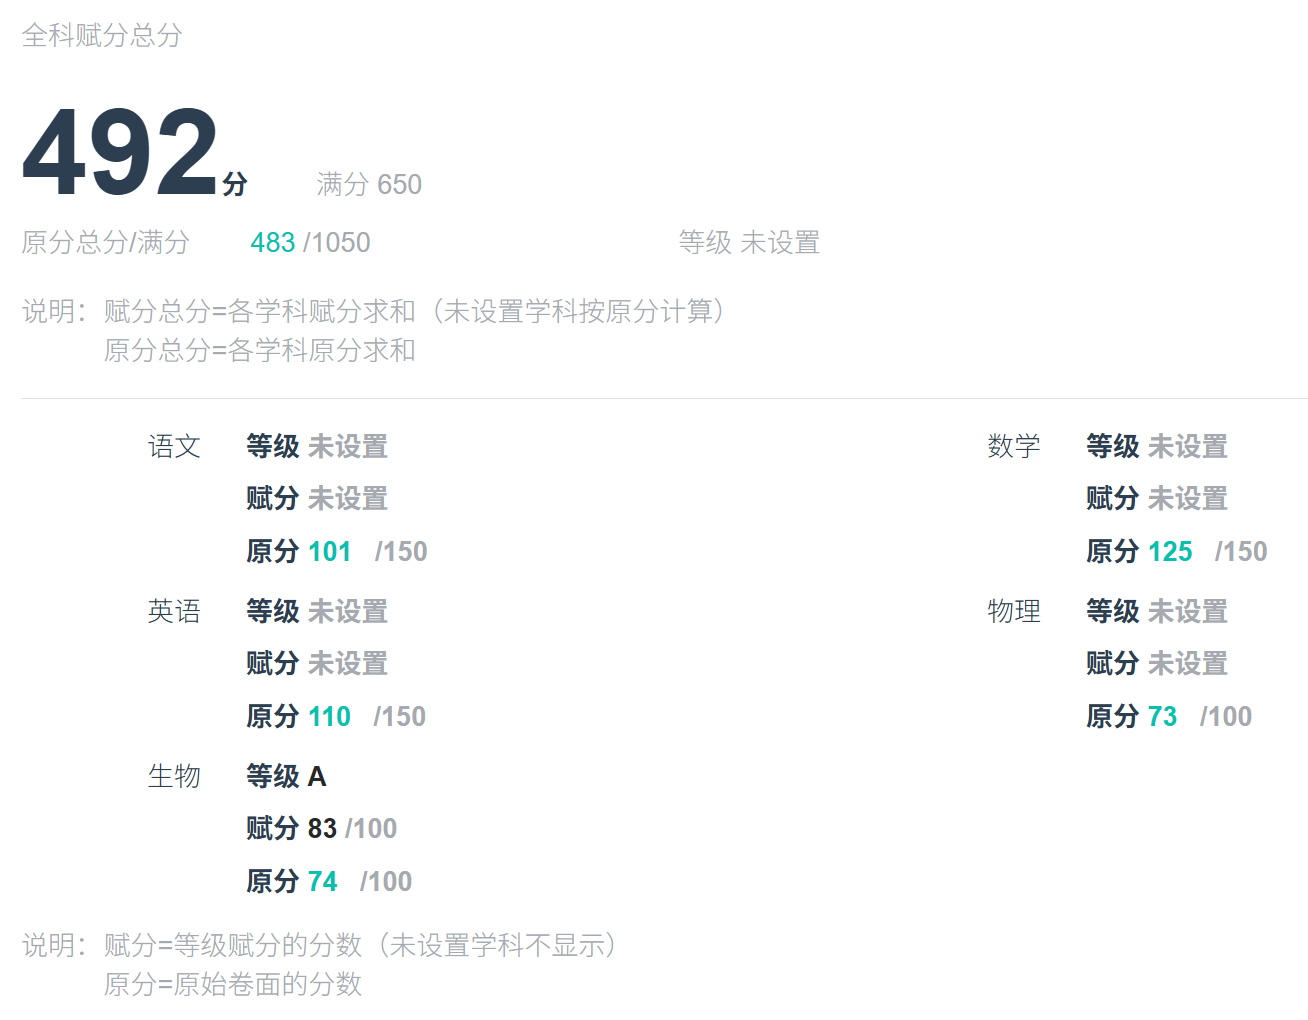 全科赋分总分
492分 满分 650
原分总分/满分 483 /1050 等级 未设置
说明：赋分总分=各学科赋分求和（未设置学科按原分计算）
原分总分=各学科原分求和
语文 等级 未设置 数学 等级 未设置
赋分 未设置 赋分 未设置
原分 101 /150 原分 125 /150
英语 等级 未设置 物理 等级 未设置
赋分 未设置 赋分 未设置
原分 110 /150 原分 73 /100
生物 等级 A
赋分 83 /100
原分 74 /100
说明：赋分=等级赋分的分数（未设置学科不显示）
原分=原始卷面的分数